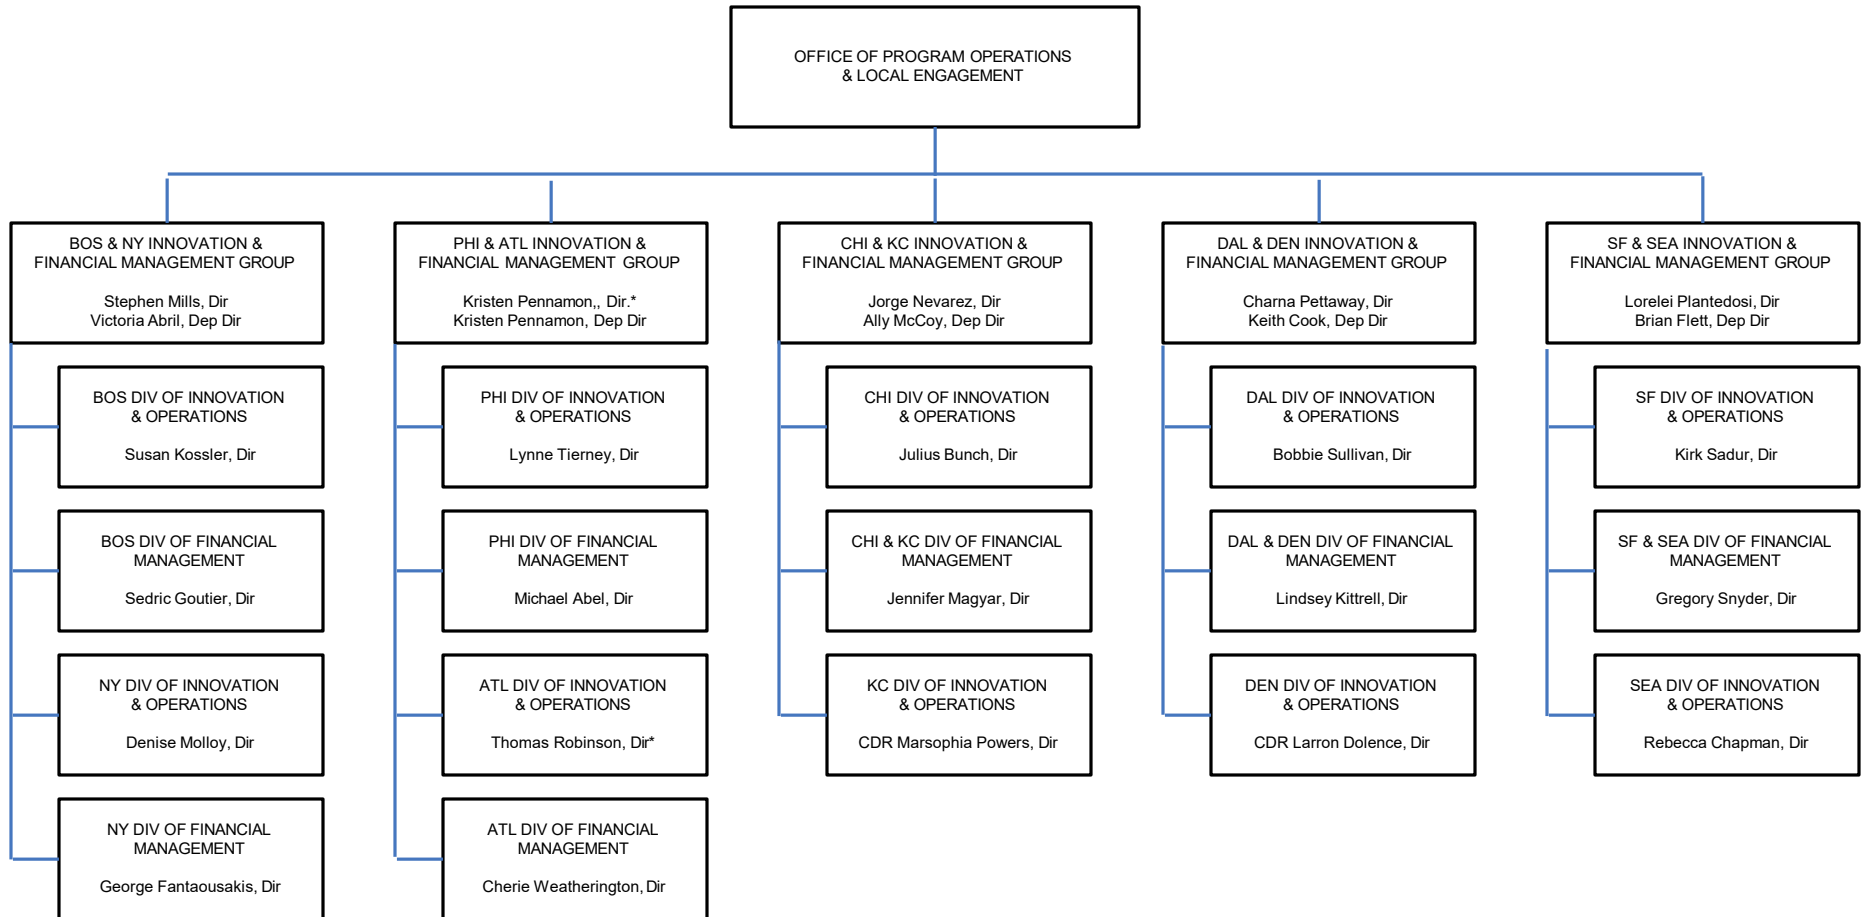 OFFICE OF PROGRAM OPERATIONS
& LOCAL ENGAGEMENT
BOS & NY INNOVATION &
FINANCIAL MANAGEMENT GROUP
Stephen Mills, Dir
Victoria Abril, Dep Dir
BOS DIV OF INNOVATION
& OPERATIONS
Susan Kossler, Dir
BOS DIV OF FINANCIAL
MANAGEMENT
Sedric Goutier, Dir
NY DIV OF INNOVATION
& OPERATIONS
Denise Molloy, Dir
NY DIV OF FINANCIAL
MANAGEMENT
George Fantaousakis, Dir
PHI & ATL INNOVATION &
FINANCIAL MANAGEMENT GROUP
Kristen Pennamon,, Dir.*
Kristen Pennamon, Dep Dir
PHI DIV OF INNOVATION
& OPERATIONS
Lynne Tierney, Dir
PHI DIV OF FINANCIAL
MANAGEMENT
Michael Abel, Dir
ATL DIV OF INNOVATION
& OPERATIONS
Thomas Robinson, Dir*
ATL DIV OF FINANCIAL
MANAGEMENT
Cherie Weatherington, Dir
CHI & KC INNOVATION &
FINANCIAL MANAGEMENT GROUP
Jorge Nevarez, Dir
Ally McCoy, Dep Dir
CHI DIV OF INNOVATION
& OPERATIONS
Julius Bunch, Dir
CHI & KC DIV OF FINANCIAL
MANAGEMENT
Jennifer Magyar, Dir
KC DIV OF INNOVATION
& OPERATIONS
CDR Marsophia Powers, Dir
DAL & DEN INNOVATION &
FINANCIAL MANAGEMENT GROUP
Charna Pettaway, Dir
Keith Cook, Dep Dir
DAL DIV OF INNOVATION
& OPERATIONS
Bobbie Sullivan, Dir
DAL & DEN DIV OF FINANCIAL
MANAGEMENT
Lindsey Kittrell, Dir
DEN DIV OF INNOVATION
& OPERATIONS
CDR Larron Dolence, Dir
SF & SEA INNOVATION &
FINANCIAL MANAGEMENT GROUP
Lorelei Plantedosi, Dir
Brian Flett, Dep Dir
SF DIV OF INNOVATION
& OPERATIONS
Kirk Sadur, Dir
SF & SEA DIV OF FINANCIAL
MANAGEMENT
Gregory Snyder, Dir
SEA DIV OF INNOVATION
& OPERATIONS
Rebecca Chapman, Dir